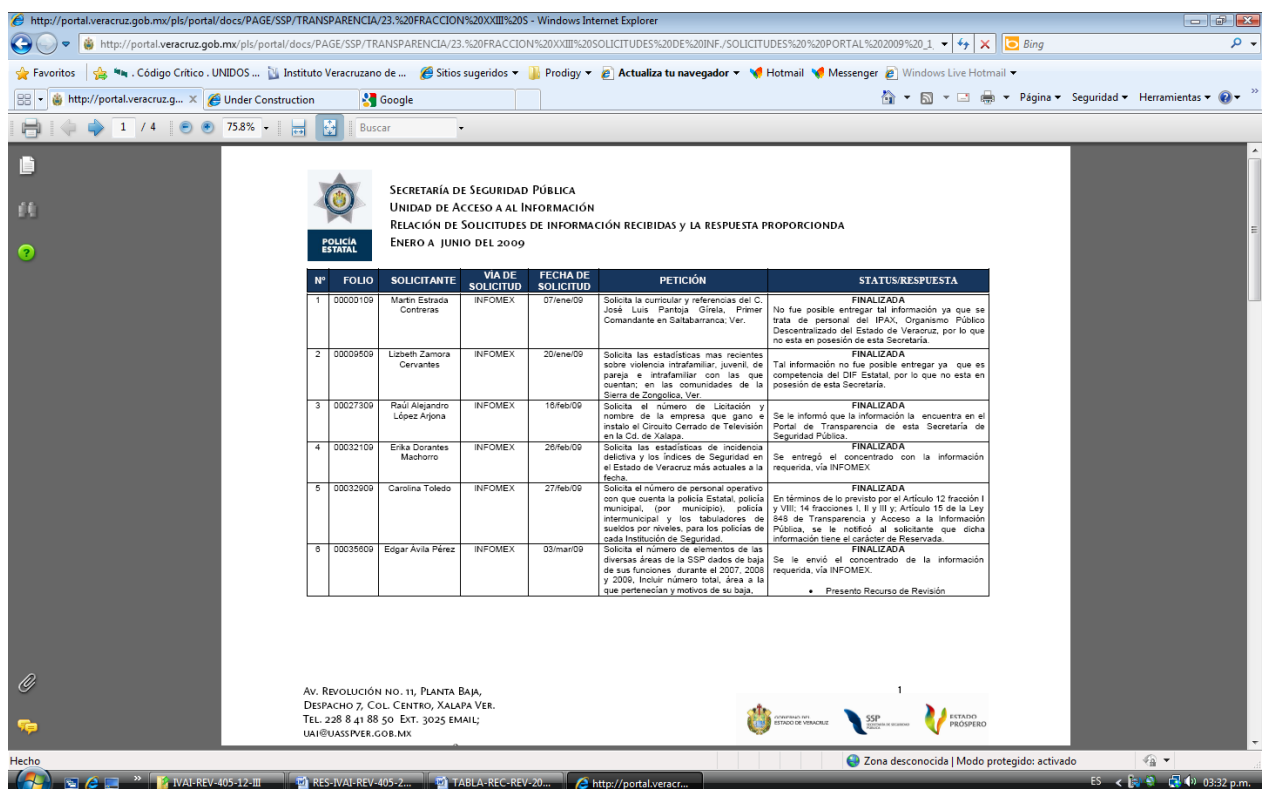 http://portal.veracruz.gob.mx/pls/portal/docs/PAGE/SSP/TRANSPARENCIA/23.%20FRACCION%20XXIII%20S - Windows Internet Explorer
http://portal.veracruz.gob.mx/pls/portal/docs/PAGE/SSP/TRANSPARENCIA/23.%20FRACCION%20XXIII%20SOLICITUDES%20DE%20INF./SOLICITUDES%20%20PORTAL%202009%20_1 Bing
Favoritos . Código Crítico . UNIDOS ... Instituto Veracruzano de ... Sitios sugeridos Prodigy Actualiza tu navegador Hotmail Messenger Windows Live Hotmail
http://portal.veracruz.g... X Under Construction Google Página Seguridad Herramientas
1 / 4 75.8% Buscar
SECRETARÍA DE SEGURIDAD PÚBLICA
UNIDAD DE ACCESO A AL INFORMACIÓN
RELACIÓN DE SOLICITUDES DE INFORMACIÓN RECIBIDAS Y LA RESPUESTA PROPORCIONDA
ENERO A JUNIO DEL 2009
POLICÍA
ESTATAL
Nº FOLIO SOLICITANTE VÍA DE SOLICITUD FECHA DE SOLICITUD PETICIÓN STATUS/RESPUESTA
1 00000109 Martin Estrada Contreras INFOMEX 07/ene/09
Solicita la curricular y referencias del C.
José Luis Pantoja Gírela, Primer
Comandante en Saltabarranca; Ver.
FINALIZADA
No fue posible entregar tal información ya que se
trata de personal del IPAX, Organismo Público
Descentralizado del Estado de Veracruz, por lo que
no esta en posesión de esta Secretaría.
2 00009509 Lizbeth Zamora Cervantes INFOMEX 20/ene/09
Solicita las estadísticas mas recientes
sobre violencia intrafamiliar, juvenil, de
pareja e intrafamiliar con las que
cuentan; en las comunidades de la
Sierra de Zongolica, Ver.
FINALIZADA
Tal información no fue posible entregar ya que es
competencia del DIF Estatal, por lo que no esta en
posesión de esta Secretaría.
3 00027309 Raúl Alejandro López Arjona INFOMEX 16/feb/09
Solicita el número de Licitación y
nombre de la empresa que gano e
instalo el Circuito Cerrado de Televisión
en la Cd. de Xalapa.
FINALIZADA
Se le informó que la información la encuentra en el
Portal de Transparencia de esta Secretaría de
Seguridad Pública.
4 00032109 Erika Dorantes Machorro INFOMEX 26/feb/09
Solicita las estadísticas de incidencia
delictiva y los índices de Seguridad en
el Estado de Veracruz más actuales a la
fecha.
FINALIZADA
Se entregó el concentrado con la información
requerida, vía INFOMEX
5 00032909 Carolina Toledo INFOMEX 27/feb/09
Solicita el número de personal operativo
con que cuenta la policía Estatal, policía
municipal, (por municipio), policía
intermunicipal y los tabuladores de
sueldos por niveles, para los policías de
cada Institución de Seguridad.
FINALIZADA
En términos de lo previsto por el Artículo 12 fracción I
y VIII; 14 fracciones I, II y III y; Artículo 15 de la Ley
848 de Transparencia y Acceso a la Información
Pública, se le notificó al solicitante que dicha
información tiene el carácter de Reservada.
6 00035609 Edgar Avila Pérez INFOMEX 03/mar/09
Solicita el número de elementos de las
diversas áreas de la SSP dados de baja
de sus funciones durante el 2007, 2008
y 2009, Incluir número total, área a la
que pertenecían y motivos de su baja,
FINALIZADA
Se le envió el concentrado de la información
requerida, vía INFOMEX.
• Presento Recurso de Revisión
AV. REVOLUCIÓN NO. 11, PLANTA BAJA,
DESPACHO 7, COL. CENTRO, XALAPA VER.
TEL. 228 8 41 88 50 EXT. 3025 EMAIL;
UAI@UASSPVER.GOB.MX
1
ESTADO DE VERACRUZ
SSP
ESTADO
PRÓSPERO
Hecho Zona desconocida | Modo protegido: activado
IVAI-REV-405-12-III RES-IVAI-REV-405-2... TABLA-REC-REV-20... http://portal.veracr... ES 03:32 p.m.